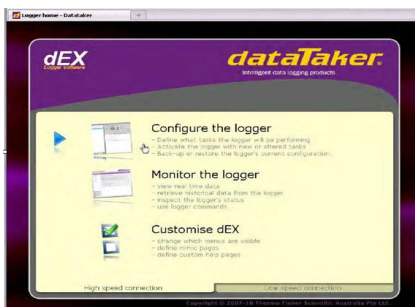 Logger home - Datataker
dEX
Logger software
dataTaker
Intelligent data logging products
Configure the logger
- Define what tasks the logger will be performing
- Activate the logger with new or altered tasks
- Back-up or restore the logger's current configuration.
Monitor the logger
- view real time data
- retrieve historical data from the logger
- inspect the logger's status
- use logger commands
Customise dEX
- change which menus are visible
- define mimic pages
- define custom help pages
High speed connection
Low speed connection
Copyright © 2007-10 Thermo Fisher Scientific Australia Pty Ltd.